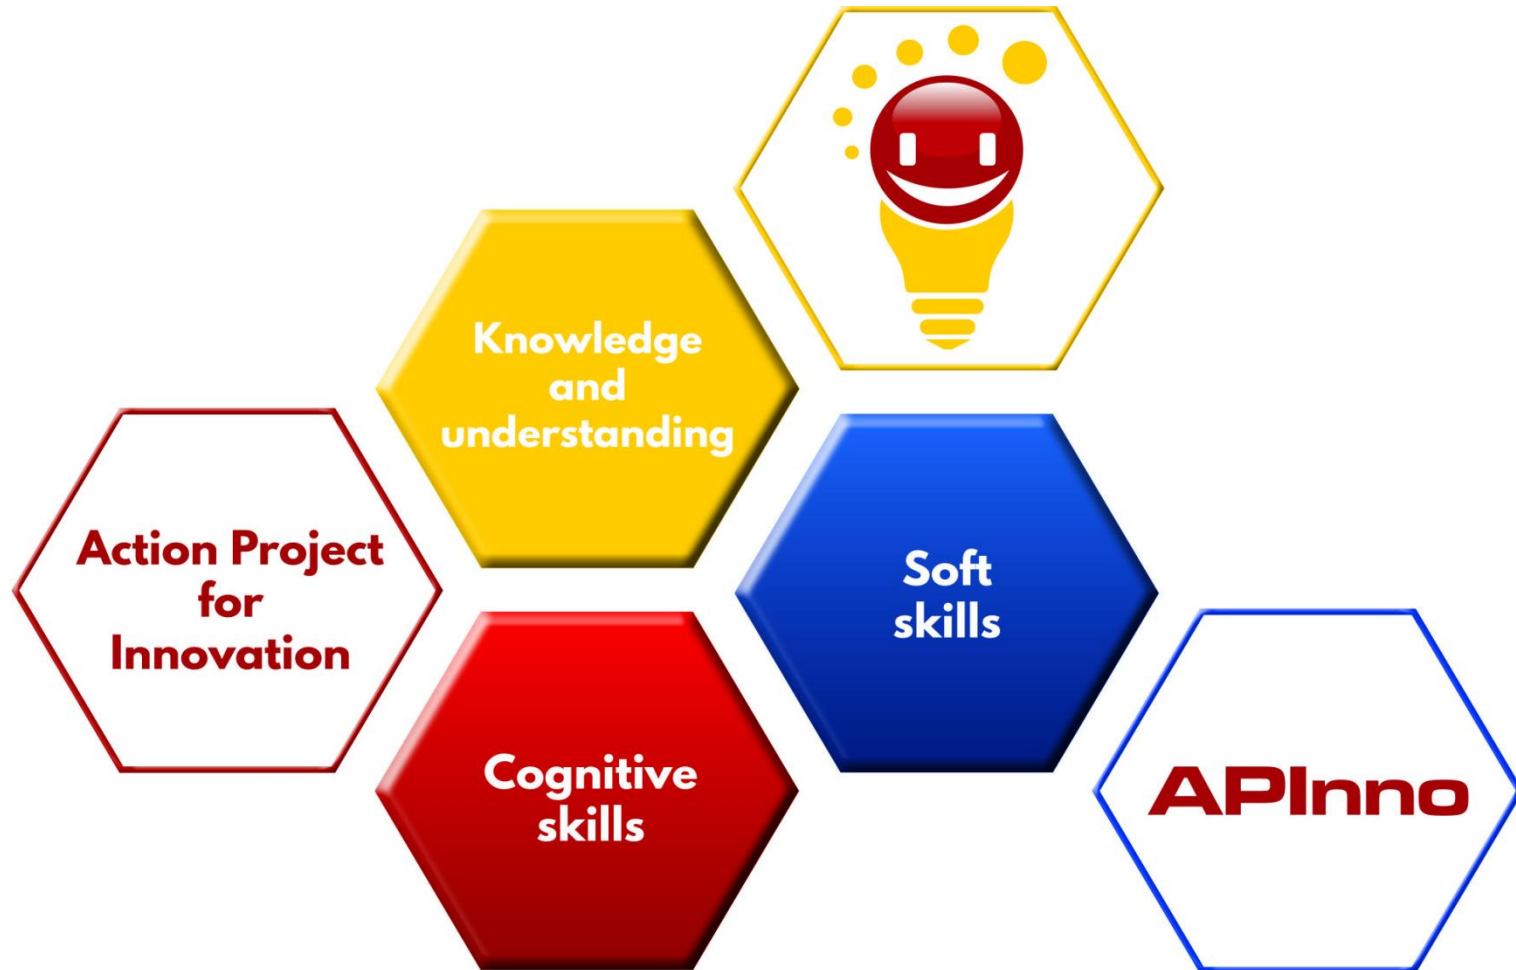 Knowledge
and
understanding
Action Project
for
Innovation
Soft
skills
Cognitive
skills
APInno